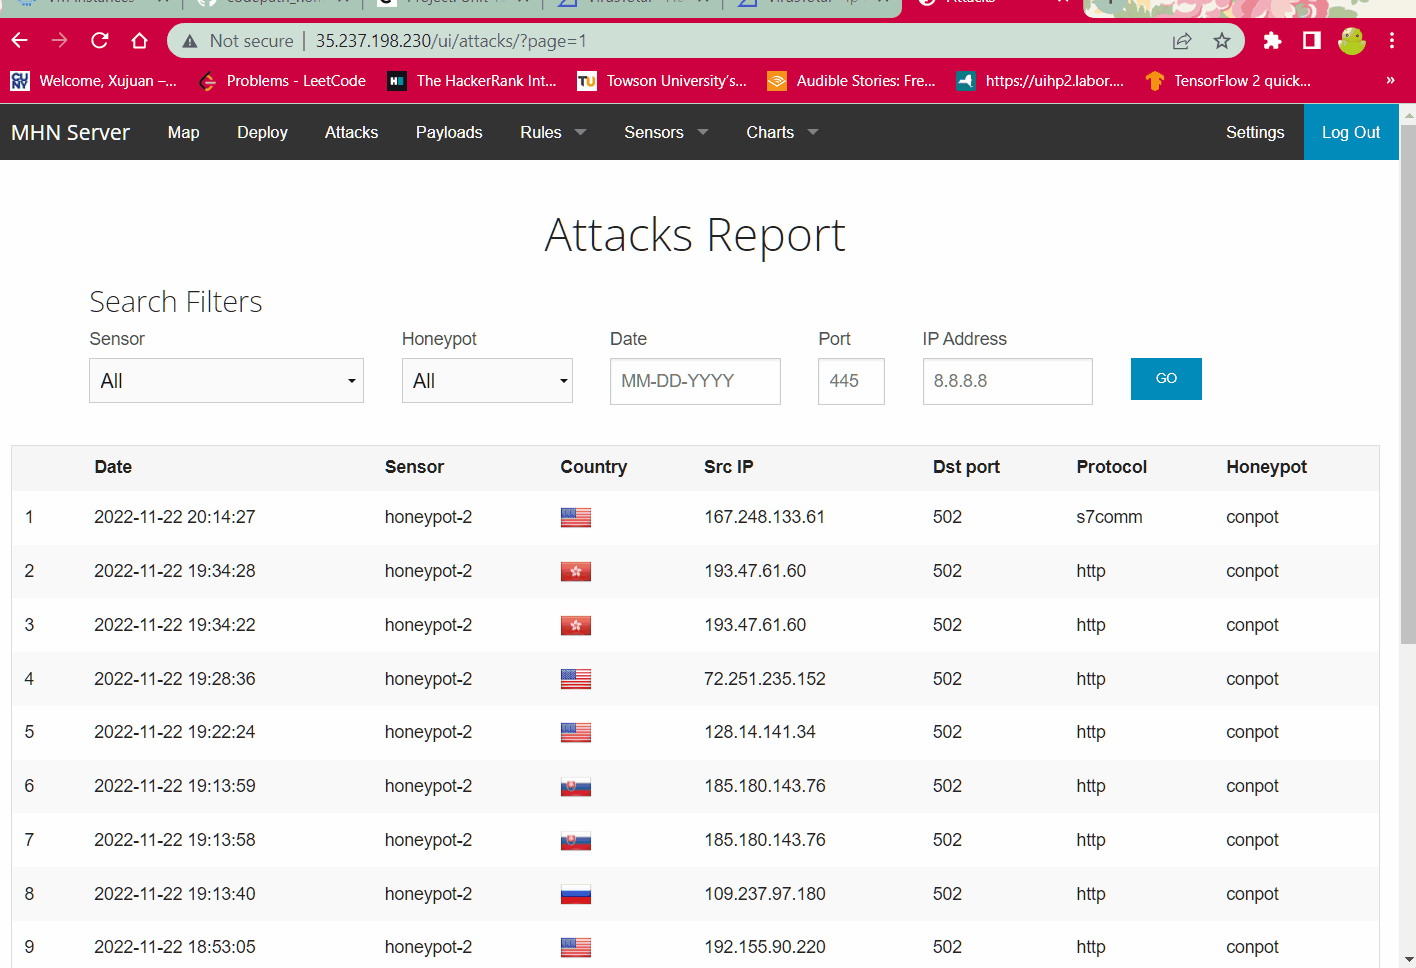 Not secure | 35.237.198.230/ui/attacks/?page=1
Welcome, Xujuan –... Problems - LeetCode The HackerRank Int... Towson University's... Audible Stories: Fre... https://uihp2.labor.... TensorFlow 2 quick... »
MHN Server Map Deploy Attacks Payloads Rules Sensors Charts Settings Log Out
Attacks Report
Search Filters
Sensor Honeypot Date Port IP Address
All All MM-DD-YYYY 445 8.8.8.8 GO
Date Sensor Country Src IP Dst port Protocol Honeypot
1 2022-11-22 20:14:27 honeypot-2 167.248.133.61 502 s7comm conpot
2 2022-11-22 19:34:28 honeypot-2 193.47.61.60 502 http conpot
3 2022-11-22 19:34:22 honeypot-2 193.47.61.60 502 http conpot
4 2022-11-22 19:28:36 honeypot-2 72.251.235.152 502 http conpot
5 2022-11-22 19:22:24 honeypot-2 128.14.141.34 502 http conpot
6 2022-11-22 19:13:59 honeypot-2 185.180.143.76 502 http conpot
7 2022-11-22 19:13:58 honeypot-2 185.180.143.76 502 http conpot
8 2022-11-22 19:13:40 honeypot-2 109.237.97.180 502 http conpot
9 2022-11-22 18:53:05 honeypot-2 192.155.90.220 502 http conpot